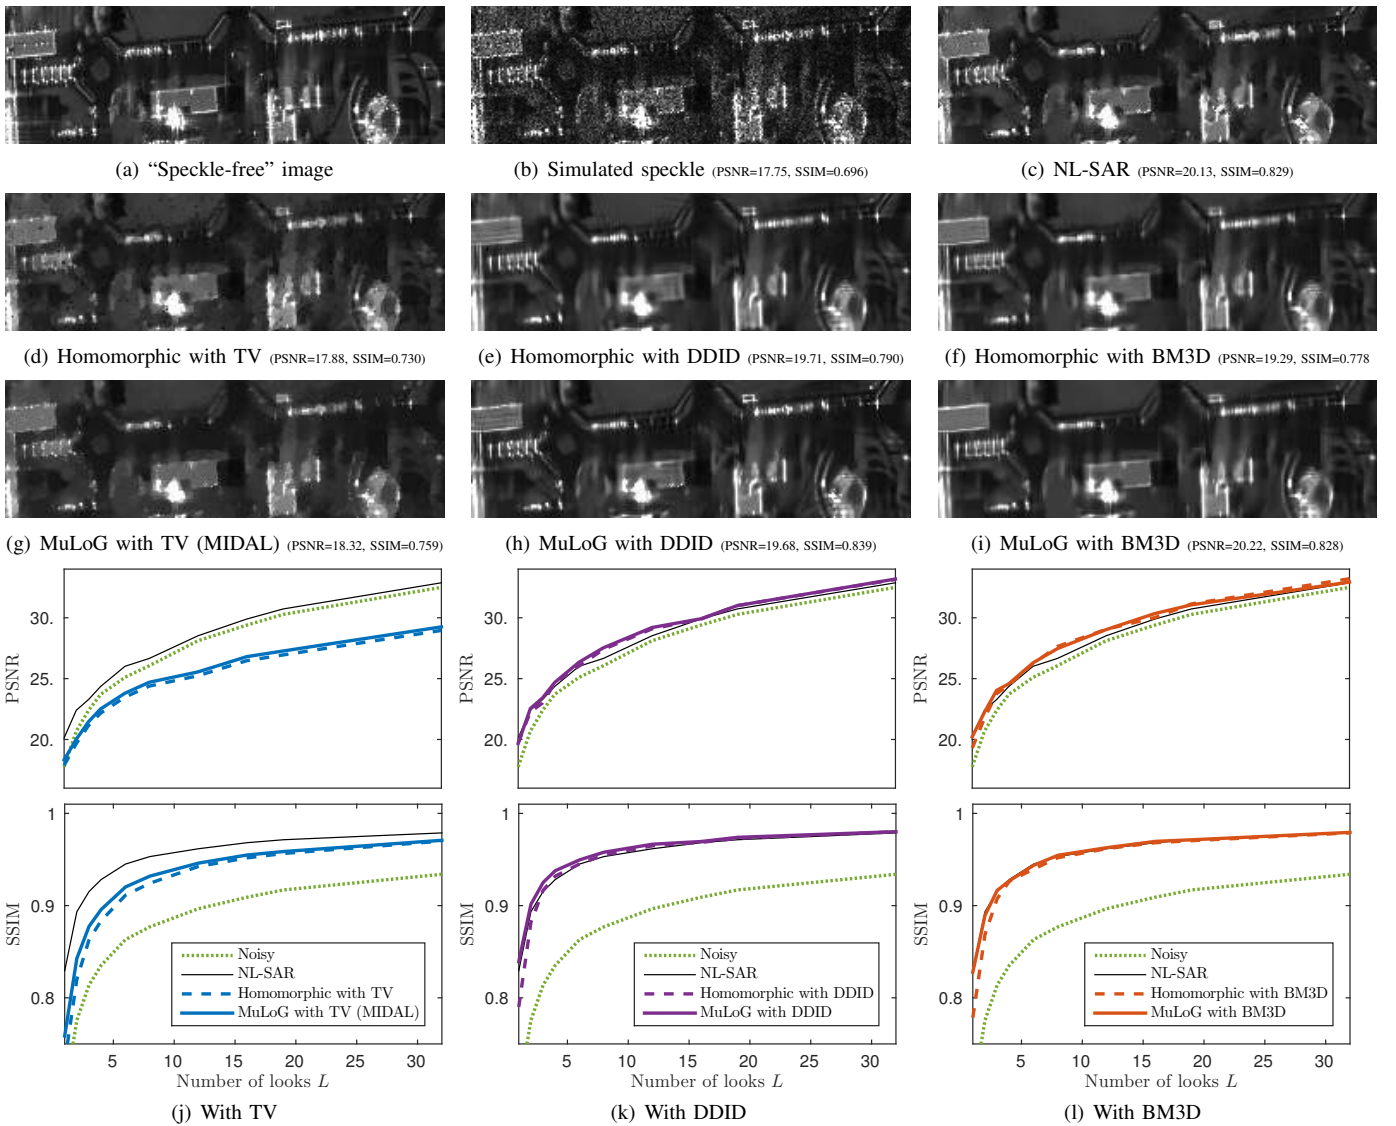 (a) “Speckle-free” image
(b) Simulated speckle (PSNR=17.75, SSIM=0.696)
(c) NL-SAR (PSNR=20.13, SSIM=0.829)
(d) Homomorphic with TV (PSNR=17.88, SSIM=0.730)
(e) Homomorphic with DDID (PSNR=19.71, SSIM=0.790)
(f) Homomorphic with BM3D (PSNR=19.29, SSIM=0.778
(g) MuLoG with TV (MIDAL) (PSNR=18.32, SSIM=0.759)
(h) MuLoG with DDID (PSNR=19.68, SSIM=0.839)
(i) MuLoG with BM3D (PSNR=20.22, SSIM=0.828)
PSNR
30.
25.
20.
PSNR
30.
25.
20.
PSNR
30.
25.
20.
SSIM
1
0.9
0.8
Noisy
NL-SAR
Homomorphic with TV
MuLoG with TV (MIDAL)
5 10 15 20 25 30
Number of looks L
(j) With TV
SSIM
1
0.9
0.8
Noisy
NL-SAR
Homomorphic with DDID
MuLoG with DDID
5 10 15 20 25 30
Number of looks L
(k) With DDID
SSIM
1
0.9
0.8
Noisy
NL-SAR
Homomorphic with BM3D
MuLoG with BM3D
5 10 15 20 25 30
Number of looks L
(l) With BM3D